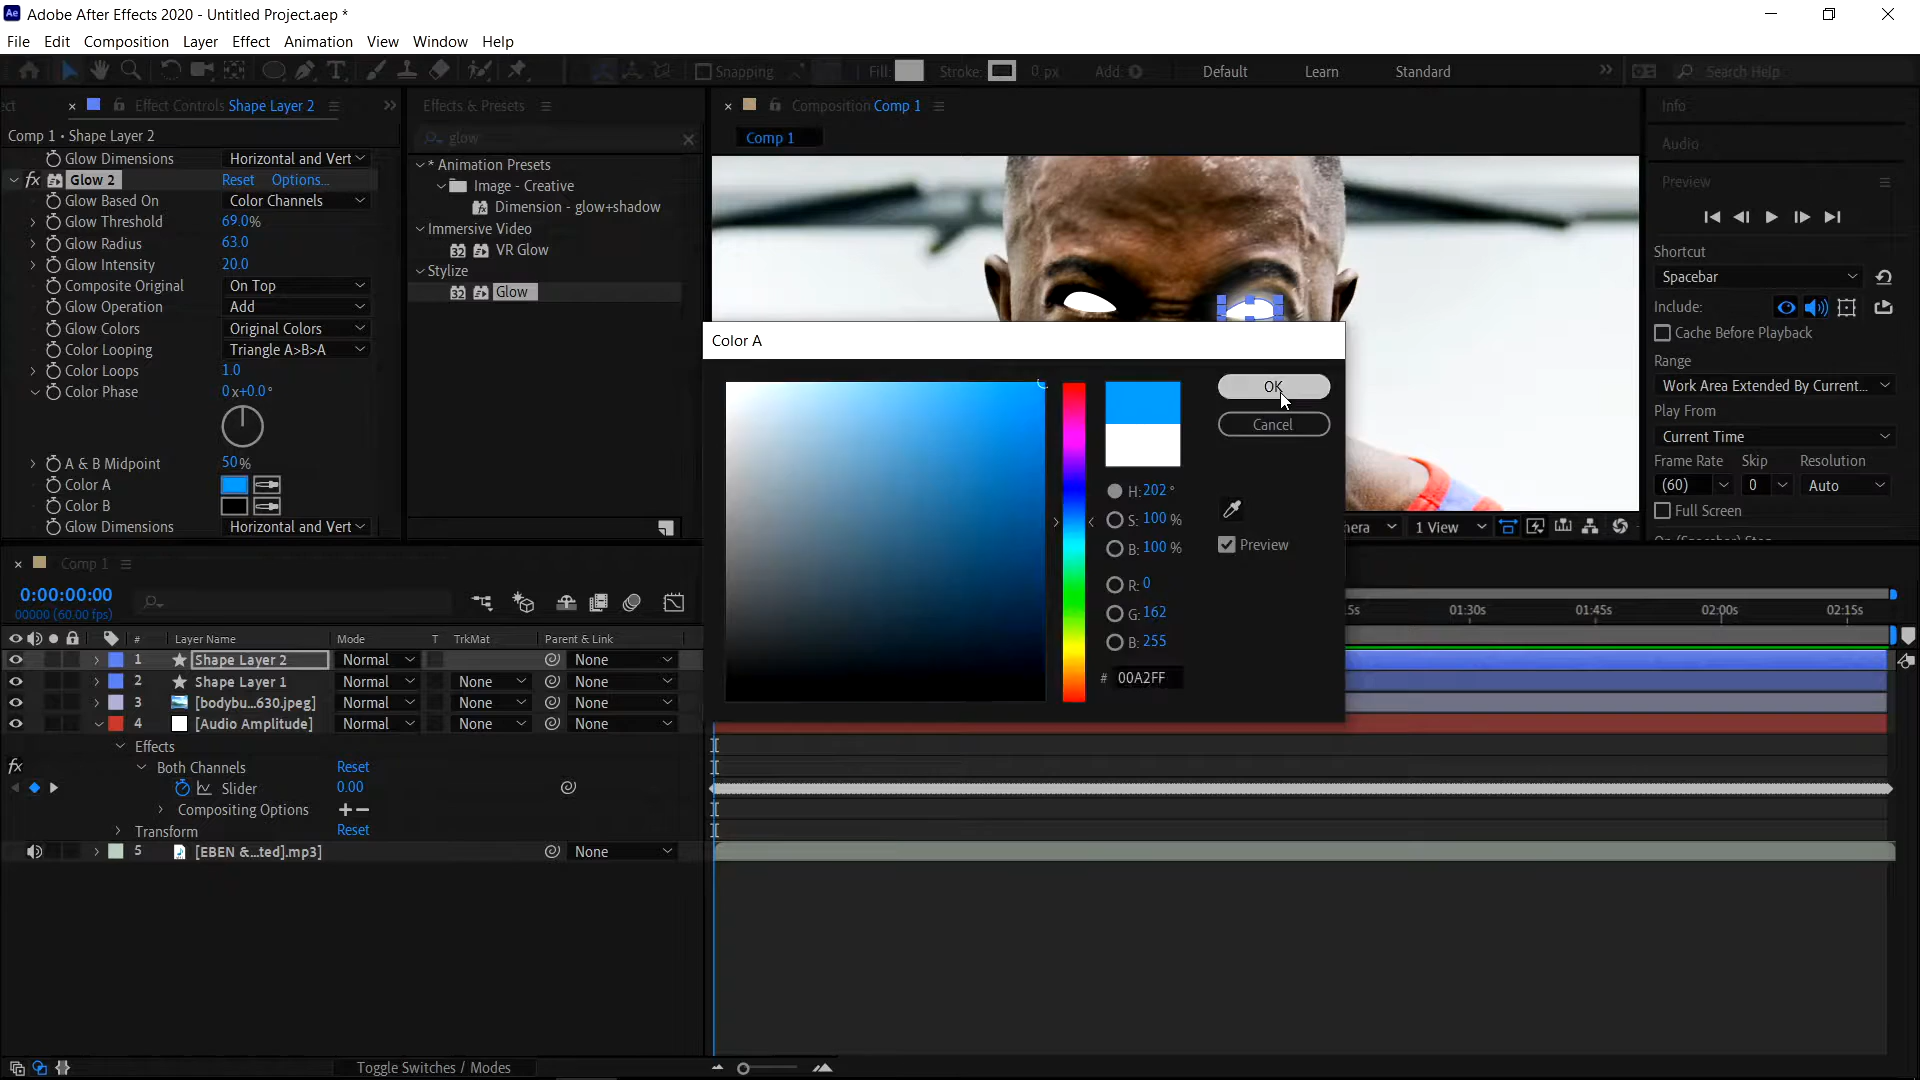 Adobe After Effects 2020 - Untitled Project.aep *
File Edit Composition Layer Effect Animation View Window Help
Snapping Fill: Stroke: 0 px Add: Default Learn Standard Search Help
Effect Controls Shape Layer 2
Comp 1 • Shape Layer 2
Glow Dimensions Horizontal and Vert
fx Glow 2 Reset Options...
Glow Based On Color Channels
Glow Threshold 69.0%
Glow Radius 63.0
Glow Intensity 20.0
Composite Original On Top
Glow Operation Add
Glow Colors Original Colors
Color Looping Triangle A>B>A
Color Loops 1.0
Color Phase 0x+0.0°
A & B Midpoint 50%
Color A
Color B
Glow Dimensions Horizontal and Vert
Effects & Presets
glow
* Animation Presets
Image - Creative
Dimension - glow+shadow
Immersive Video
32 VR Glow
Stylize
32 Glow
Composition Comp 1
Comp 1
Color A
OK
Cancel
H: 202 °
S: 100 %
B: 100 %
R: 0
G: 162
B: 255
# 00A2FF
Preview
1 View
Info
Audio
Preview
Shortcut
Spacebar
Include:
Cache Before Playback
Range
Work Area Extended By Current...
Play From
Current Time
Frame Rate Skip Resolution
(60) 0 Auto
Full Screen
Comp 1
0:00:00:00
00000 (60.00 fps)
# Layer Name Mode T TrkMat Parent & Link
1 Shape Layer 2 Normal None
2 Shape Layer 1 Normal None None
3 [bodybu...630.jpeg] Normal None None
4 [Audio Amplitude] Normal None None
Effects
fx Both Channels Reset
Slider 0.00
Compositing Options
Transform Reset
5 [EBEN &...ted].mp3] None
01:30s 01:45s 02:00s 02:15s
Toggle Switches / Modes